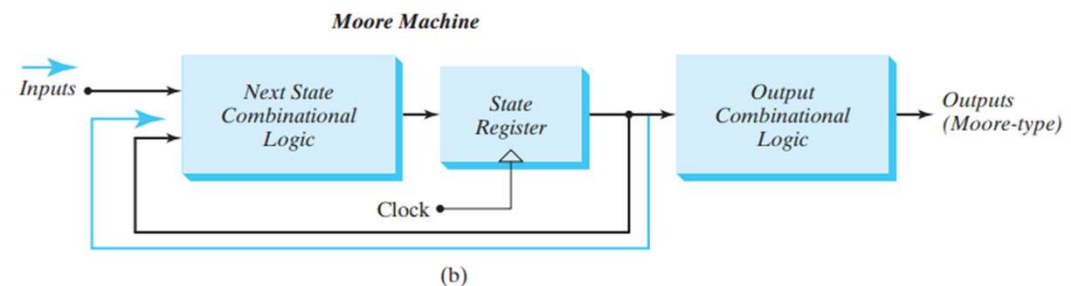 Moore Machine
Inputs
Next State
Combinational
Logic
State
Register
Output
Combinational
Logic
Outputs
(Moore-type)
Clock
(b)